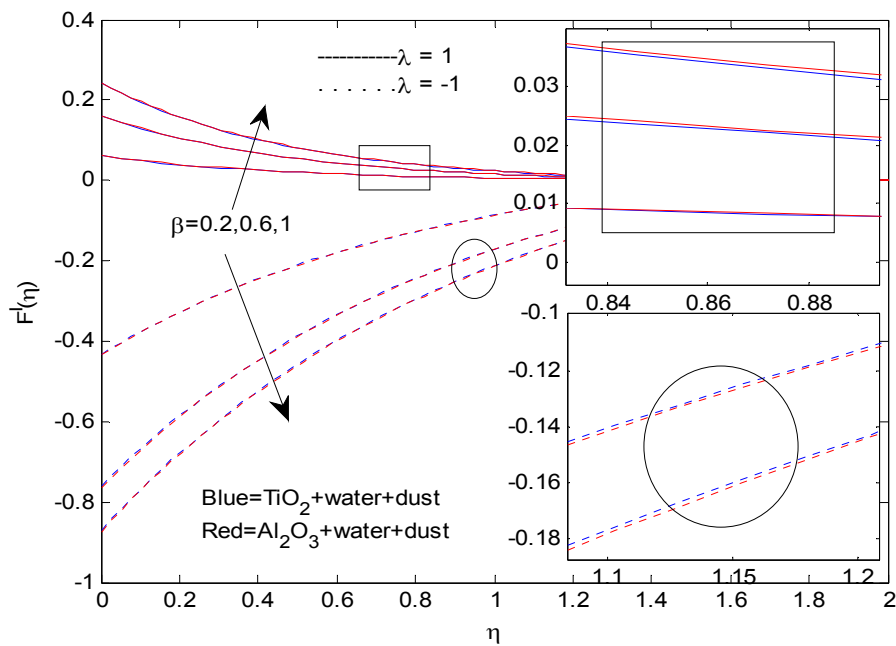 0.4
0.2
0
-0.2
-0.4
-0.6
-0.8
-1
F^I(η)
-----------λ = 1
. . . . . .λ = -1
β=0.2,0.6,1
Blue=TiO₂+water+dust
Red=Al₂O₃+water+dust
0 0.2 0.4 0.6 0.8 1 1.2 1.4 1.6 1.8 2
η
0.03
0.02
0.01
0
0.84 0.86 0.88
-0.1
-0.12
-0.14
-0.16
-0.18
1.1 1.15 1.2